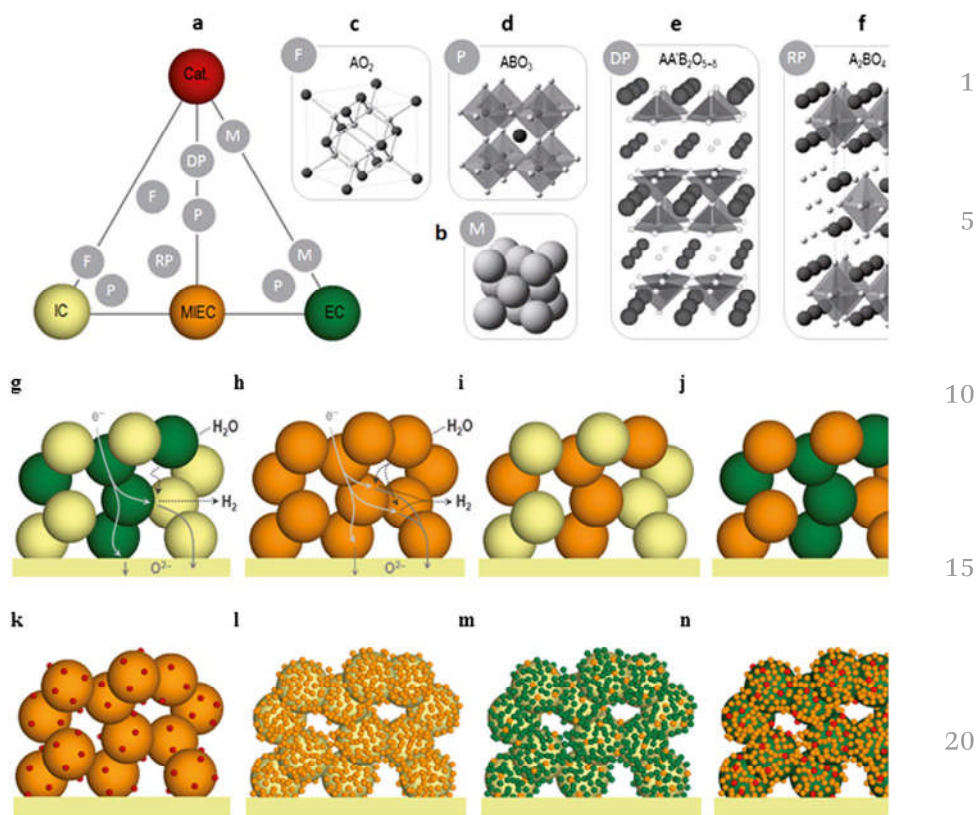 a
c
d
e
f
F
AO₂
P
ABO₃
DP
AA'B₂O₅₊δ
RP
A₂BO₄
Cat.
M
DP
F
P
b
M
F
RP
M
P
P
IC
MIEC
EC
1
5
10
15
20
g
h
i
j
e⁻
H₂O
H₂
O²⁻
e⁻
H₂O
H₂
O²⁻
k
l
m
n